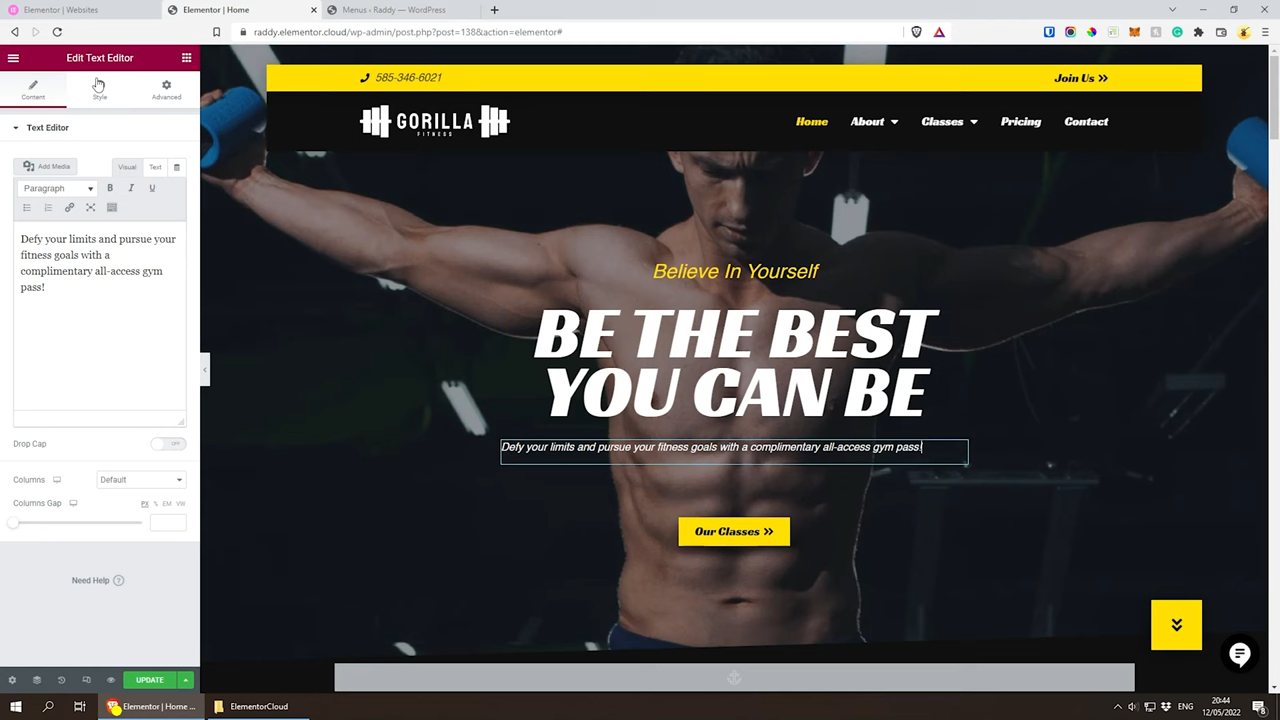 Elementor | Websites
Elementor | Home
Menus ‹ Raddy — WordPress
raddy.elementor.cloud/wp-admin/post.php?post=138&action=elementor#
Edit Text Editor
Content
Style
Advanced
Text Editor
Add Media
Visual
Text
Paragraph
B
I
U
Defy your limits and pursue your
fitness goals with a
complimentary all-access gym
pass!
Drop Cap
OFF
Columns
Default
Columns Gap
PX
%
EM
VW
Need Help
?
UPDATE
585-346-6021
Join Us
GORILLA
FITNESS
Home
About
Classes
Pricing
Contact
Believe In Yourself
BE THE BEST
YOU CAN BE
Defy your limits and pursue your fitness goals with a complimentary all-access gym pass!
Our Classes
Elementor | Home ...
ElementorCloud
ENG
20:44
12/05/2022